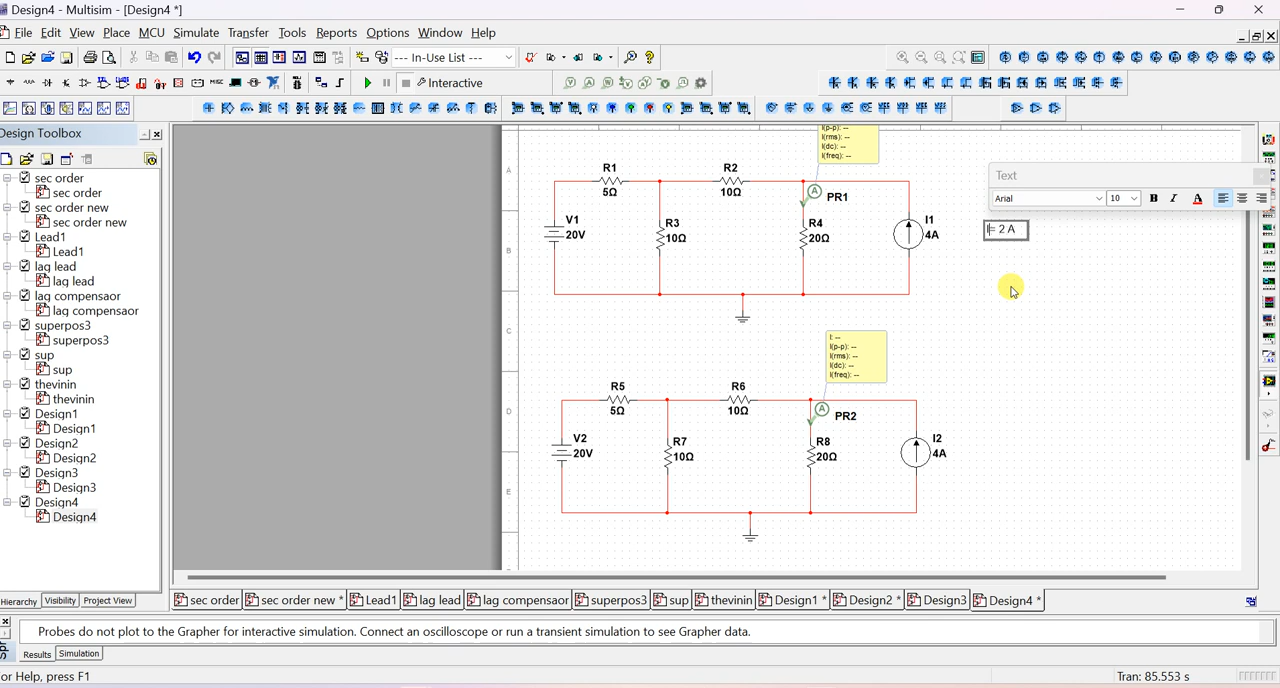 Design4 - Multisim - [Design4 *]
File Edit View Place MCU Simulate Transfer Tools Reports Options Window Help
--- In-Use List ---
Interactive
Design Toolbox
sec order
sec order
sec order new
sec order new
Lead1
Lead1
lag lead
lag lead
lag compensaor
lag compensaor
superpos3
superpos3
sup
sup
thevinin
thevinin
Design1
Design1
Design2
Design2
Design3
Design3
Design4
Design4
Hierarchy Visibility Project View
A
B
C
D
E
I(p-p): --
I(rms): --
I(dc): --
I(freq): --
R1
5Ω
R2
10Ω
A
PR1
V1
20V
R3
10Ω
R4
20Ω
I1
4A
Text
Arial 10 B I A
I= 2 A
I: --
I(p-p): --
I(rms): --
I(dc): --
I(freq): --
R5
5Ω
R6
10Ω
A
PR2
V2
20V
R7
10Ω
R8
20Ω
I2
4A
sec order sec order new * Lead1 lag lead lag compensaor superpos3 sup thevinin Design1 * Design2 * Design3 Design4 *
Probes do not plot to the Grapher for interactive simulation. Connect an oscilloscope or run a transient simulation to see Grapher data.
Results Simulation
or Help, press F1
Tran: 85.553 s